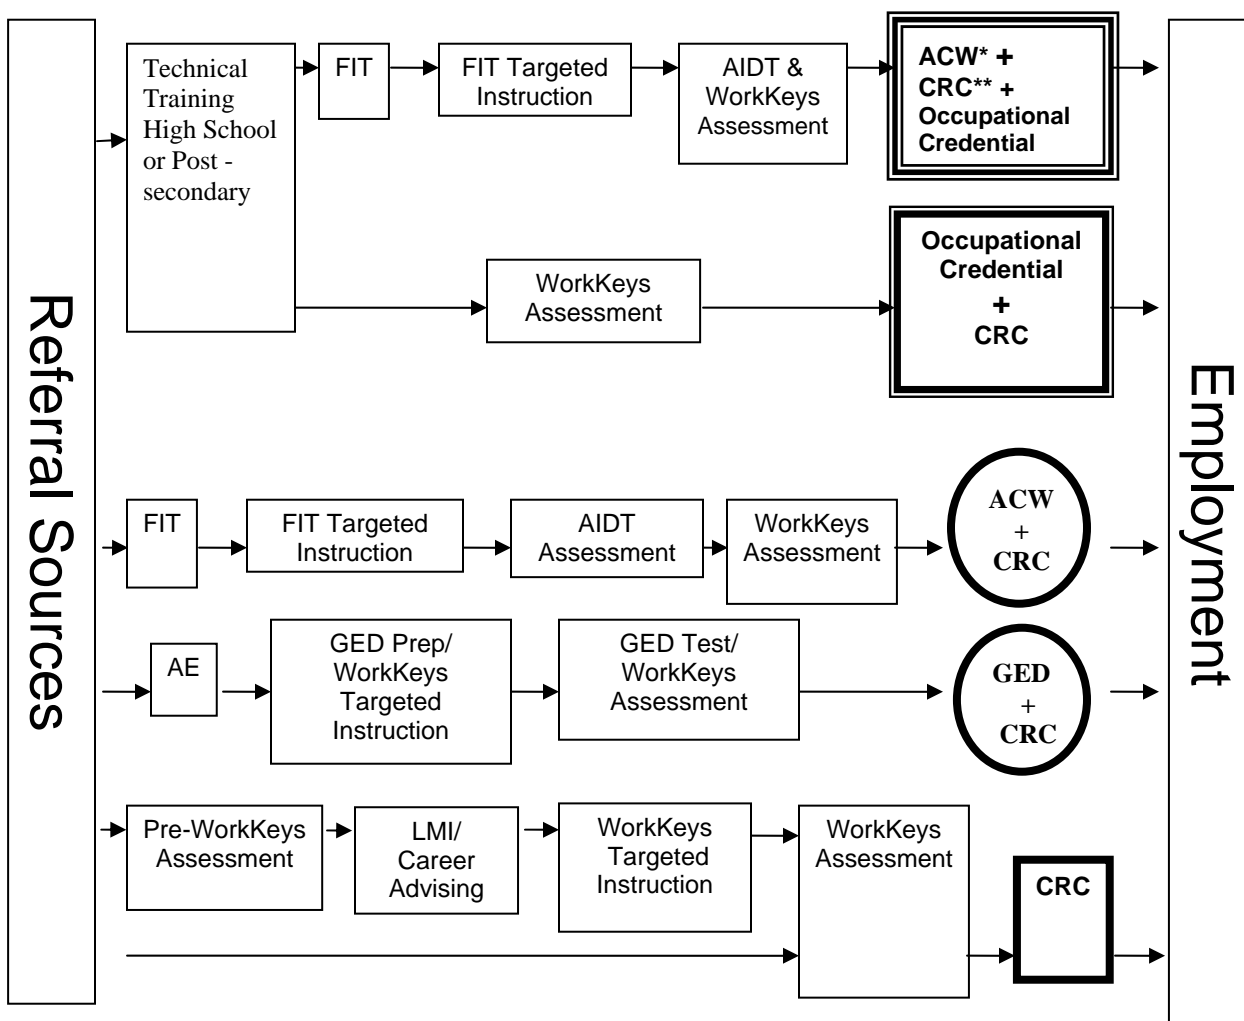 Referral Sources
Technical
Training
High School
or Post -
secondary
FIT
FIT Targeted
Instruction
AIDT &
WorkKeys
Assessment
ACW* +
CRC** +
Occupational
Credential
WorkKeys
Assessment
Occupational
Credential
+
CRC
FIT
FIT Targeted
Instruction
AIDT
Assessment
WorkKeys
Assessment
ACW
+
CRC
AE
GED Prep/
WorkKeys
Targeted
Instruction
GED Test/
WorkKeys
Assessment
GED
+
CRC
Pre-WorkKeys
Assessment
LMI/
Career
Advising
WorkKeys
Targeted
Instruction
WorkKeys
Assessment
CRC
Employment